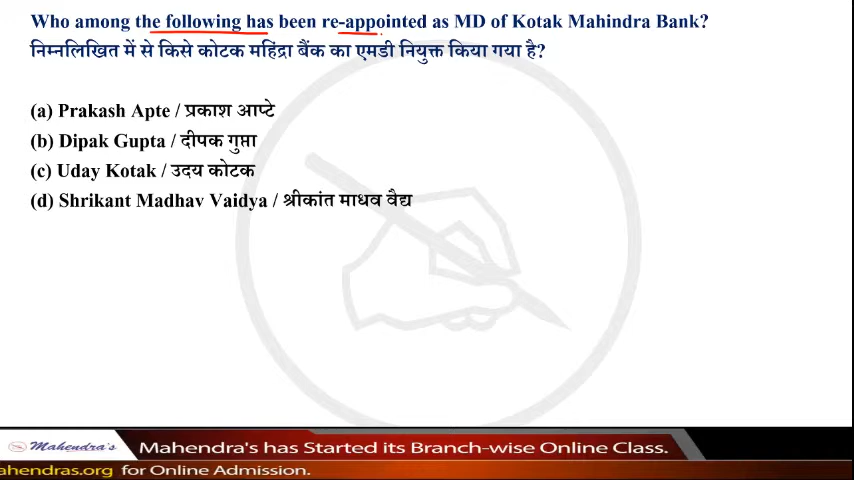 Who among the following has been re-appointed as MD of Kotak Mahindra Bank?
निम्नलिखित में से किसे कोटक महिंद्रा बैंक का एमडी नियुक्त किया गया है?
(a) Prakash Apte / प्रकाश आप्टे
(b) Dipak Gupta / दीपक गुप्ता
(c) Uday Kotak / उदय कोटक
(d) Shrikant Madhav Vaidya / श्रीकांत माधव वैद्य
Mahendra's Mahendra's has Started its Branch-wise Online Class.
ahendras.org for Online Admission.